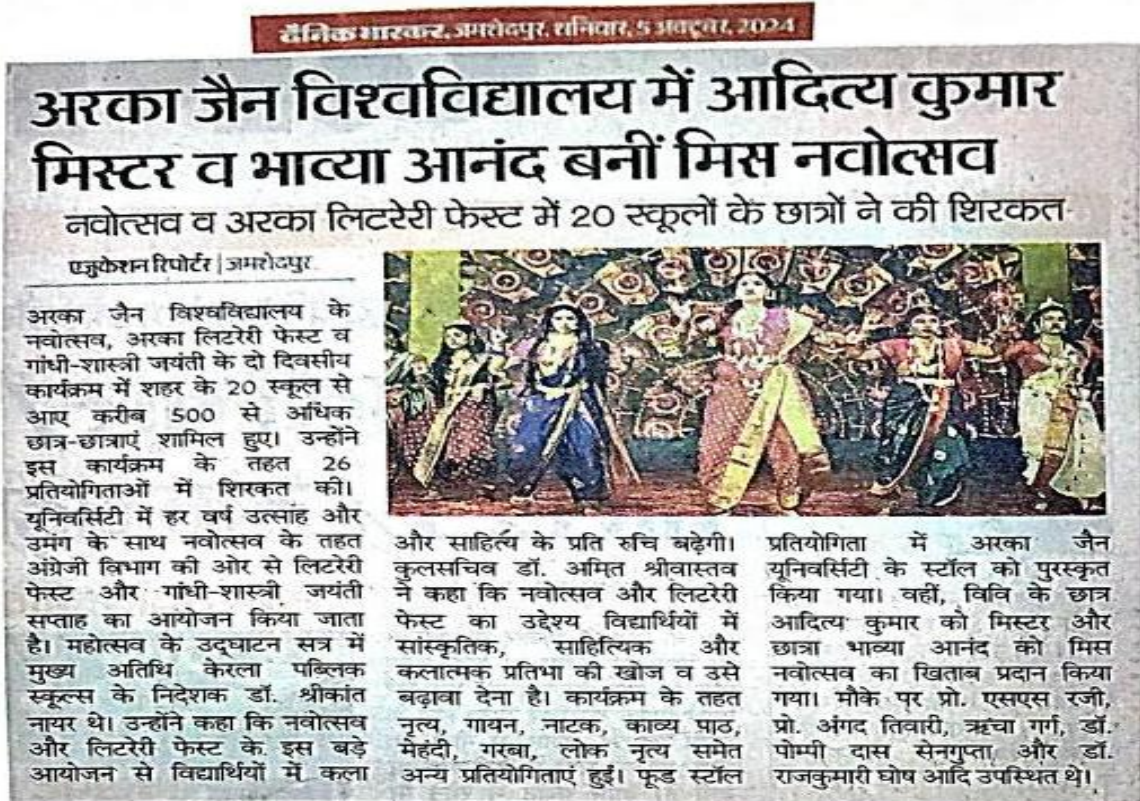 दैनिक भास्कर, जमशेदपुर, शनिवार, 5 अक्टूबर, 2024
अरका जैन विश्वविद्यालय में आदित्य कुमार
मिस्टर व भाव्या आनंद बनीं मिस नवोत्सव
नवोत्सव व अरका लिटरेरी फेस्ट में 20 स्कूलों के छात्रों ने की शिरकत
एजुकेशन रिपोर्टर | जमशेदपुर
अरका जैन विश्वविद्यालय के
नवोत्सव, अरका लिटरेरी फेस्ट व
गांधी-शास्त्री जयंती के दो दिवसीय
कार्यक्रम में शहर के 20 स्कूल से
आए करीब 500 से अधिक
छात्र-छात्राएं शामिल हुए। उन्होंने
इस कार्यक्रम के तहत 26
प्रतियोगिताओं में शिरकत की।
यूनिवर्सिटी में हर वर्ष उत्साह और
उमंग के साथ नवोत्सव के तहत
अंग्रेजी विभाग की ओर से लिटरेरी
फेस्ट और गांधी-शास्त्री जयंती
सप्ताह का आयोजन किया जाता
है। महोत्सव के उद्घाटन सत्र में
मुख्य अतिथि केरला पब्लिक
स्कूल्स के निदेशक डॉ. श्रीकांत
नायर थे। उन्होंने कहा कि नवोत्सव
और लिटरेरी फेस्ट के इस बड़े
आयोजन से विद्यार्थियों में कला
और साहित्य के प्रति रुचि बढ़ेगी।
कुलसचिव डॉ. अमित श्रीवास्तव
ने कहा कि नवोत्सव और लिटरेरी
फेस्ट का उद्देश्य विद्यार्थियों में
सांस्कृतिक, साहित्यिक और
कलात्मक प्रतिभा की खोज व उसे
बढ़ावा देना है। कार्यक्रम के तहत
नृत्य, गायन, नाटक, काव्य पाठ,
मेहंदी, गरबा, लोक नृत्य समेत
अन्य प्रतियोगिताएं हुईं। फूड स्टॉल
प्रतियोगिता में अरका जैन
यूनिवर्सिटी के स्टॉल को पुरस्कृत
किया गया। वहीं, विवि के छात्र
आदित्य कुमार को मिस्टर और
छात्रा भाव्या आनंद को मिस
नवोत्सव का खिताब प्रदान किया
गया। मौके पर प्रो. एसएस रजी,
प्रो. अंगद तिवारी, ऋचा गर्ग, डॉ.
पोम्पी दास सेनगुप्ता और डॉ.
राजकुमारी घोष आदि उपस्थित थे।